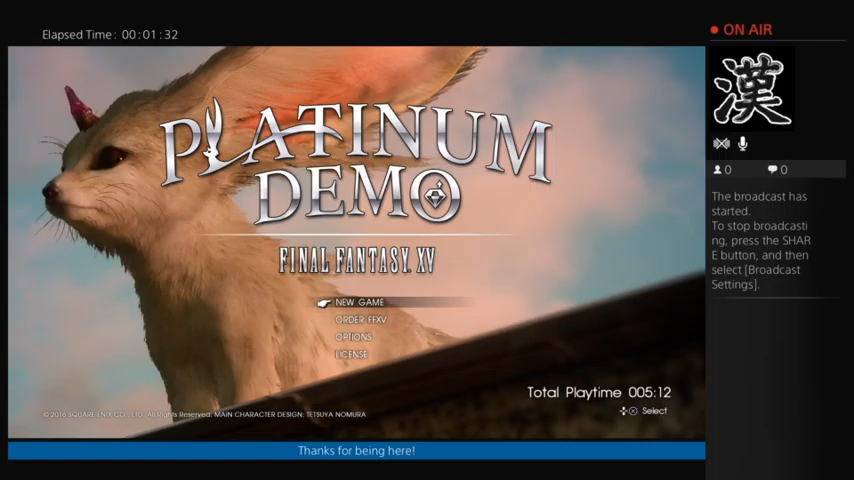 Elapsed Time: 00:01:32
ON AIR
漢
0 0
The broadcast has
started.
To stop broadcasti
ng, press the SHAR
E button, and then
select [Broadcast
Settings].
PLATINUM
DEMO
FINAL FANTASY XV
NEW GAME
ORDER FFXV
OPTIONS
LICENSE
Total Playtime 005:12
Select
© 2016 SQUARE ENIX CO., LTD. All Rights Reserved. MAIN CHARACTER DESIGN: TETSUYA NOMURA
Thanks for being here!